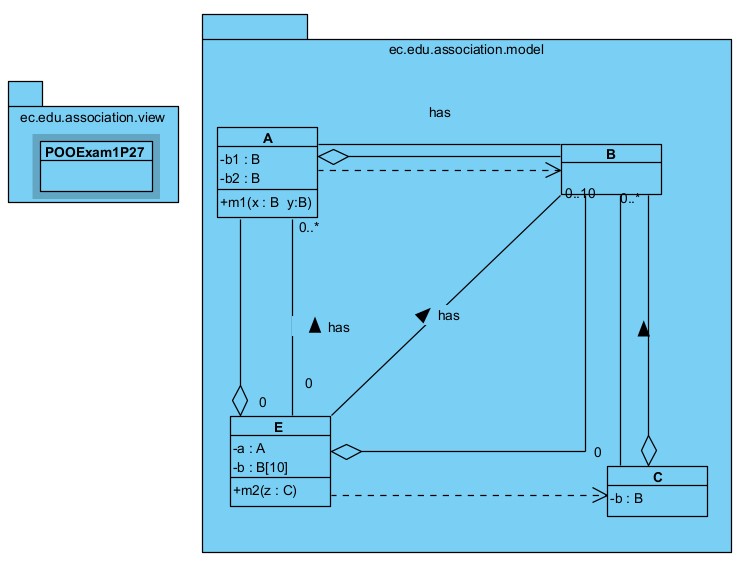 ec.edu.association.model
ec.edu.association.view
POOExam1P27
has
A
-b1 : B
-b2 : B
+m1(x : B  y:B)
B
0..10
0..*
0..*
has
has
0
0
E
-a : A
-b : B[10]
+m2(z : C)
0
C
-b : B